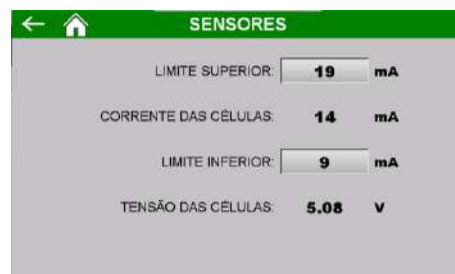 SENSORES
LIMITE SUPERIOR: 19 mA
CORRENTE DAS CÉLULAS: 14 mA
LIMITE INFERIOR: 9 mA
TENSÃO DAS CÉLULAS: 5.08 V